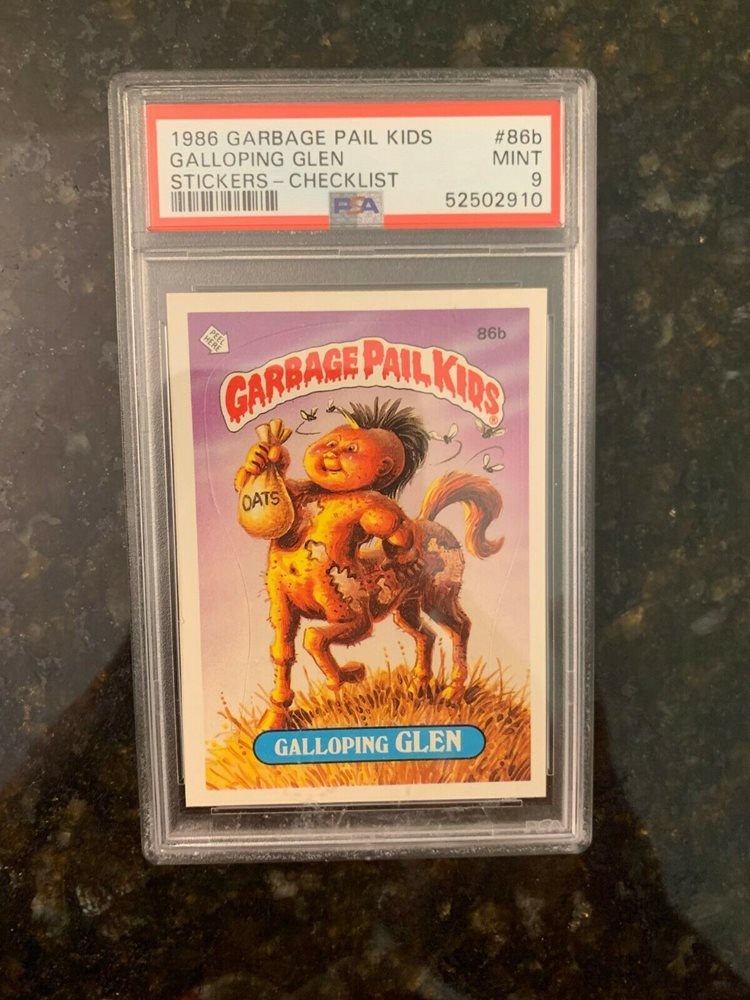 1986 GARBAGE PAIL KIDS #86b
GALLOPING GLEN MINT
STICKERS - CHECKLIST 9
PSA 52502910
PEEL
HERE
86b
GARBAGE PAIL KIDS®
OATS
GALLOPING GLEN
PSA